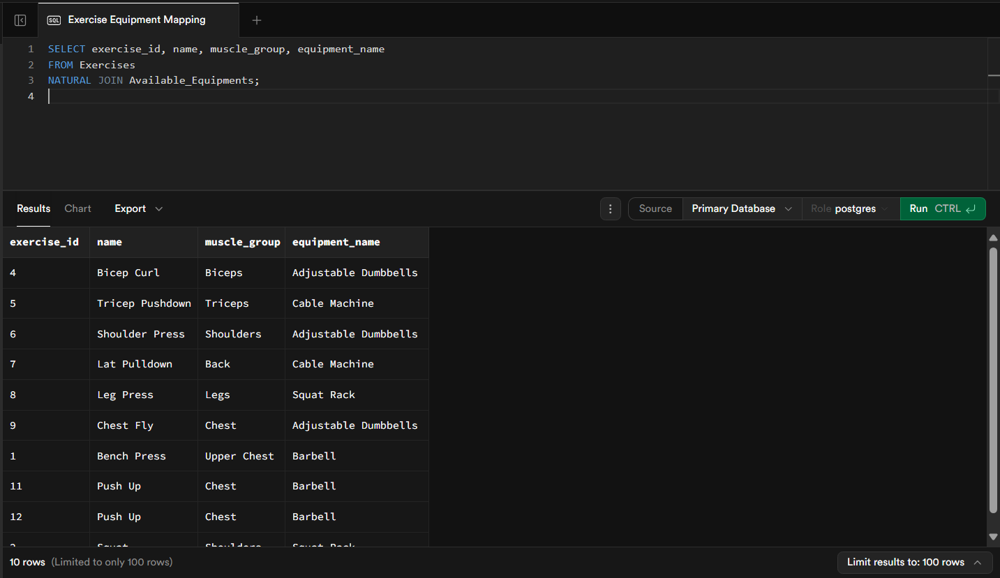 SQL Exercise Equipment Mapping
1 SELECT exercise_id, name, muscle_group, equipment_name
2 FROM Exercises
3 NATURAL JOIN Available_Equipments;
4
Results Chart Export Source Primary Database Role postgres Run CTRL
exercise_id name muscle_group equipment_name
4 Bicep Curl Biceps Adjustable Dumbbells
5 Tricep Pushdown Triceps Cable Machine
6 Shoulder Press Shoulders Adjustable Dumbbells
7 Lat Pulldown Back Cable Machine
8 Leg Press Legs Squat Rack
9 Chest Fly Chest Adjustable Dumbbells
1 Bench Press Upper Chest Barbell
11 Push Up Chest Barbell
12 Push Up Chest Barbell
Squat Shoulders Squat Rack
10 rows (Limited to only 100 rows) Limit results to: 100 rows